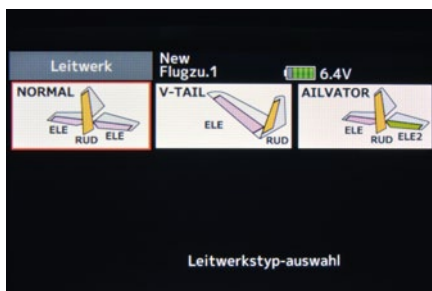 Leitwerk
New
Flugzu.1
6.4V
NORMAL
ELE
RUD
ELE
V-TAIL
ELE
RUD
AILVATOR
ELE
RUD
ELE2
Leitwerkstyp-auswahl